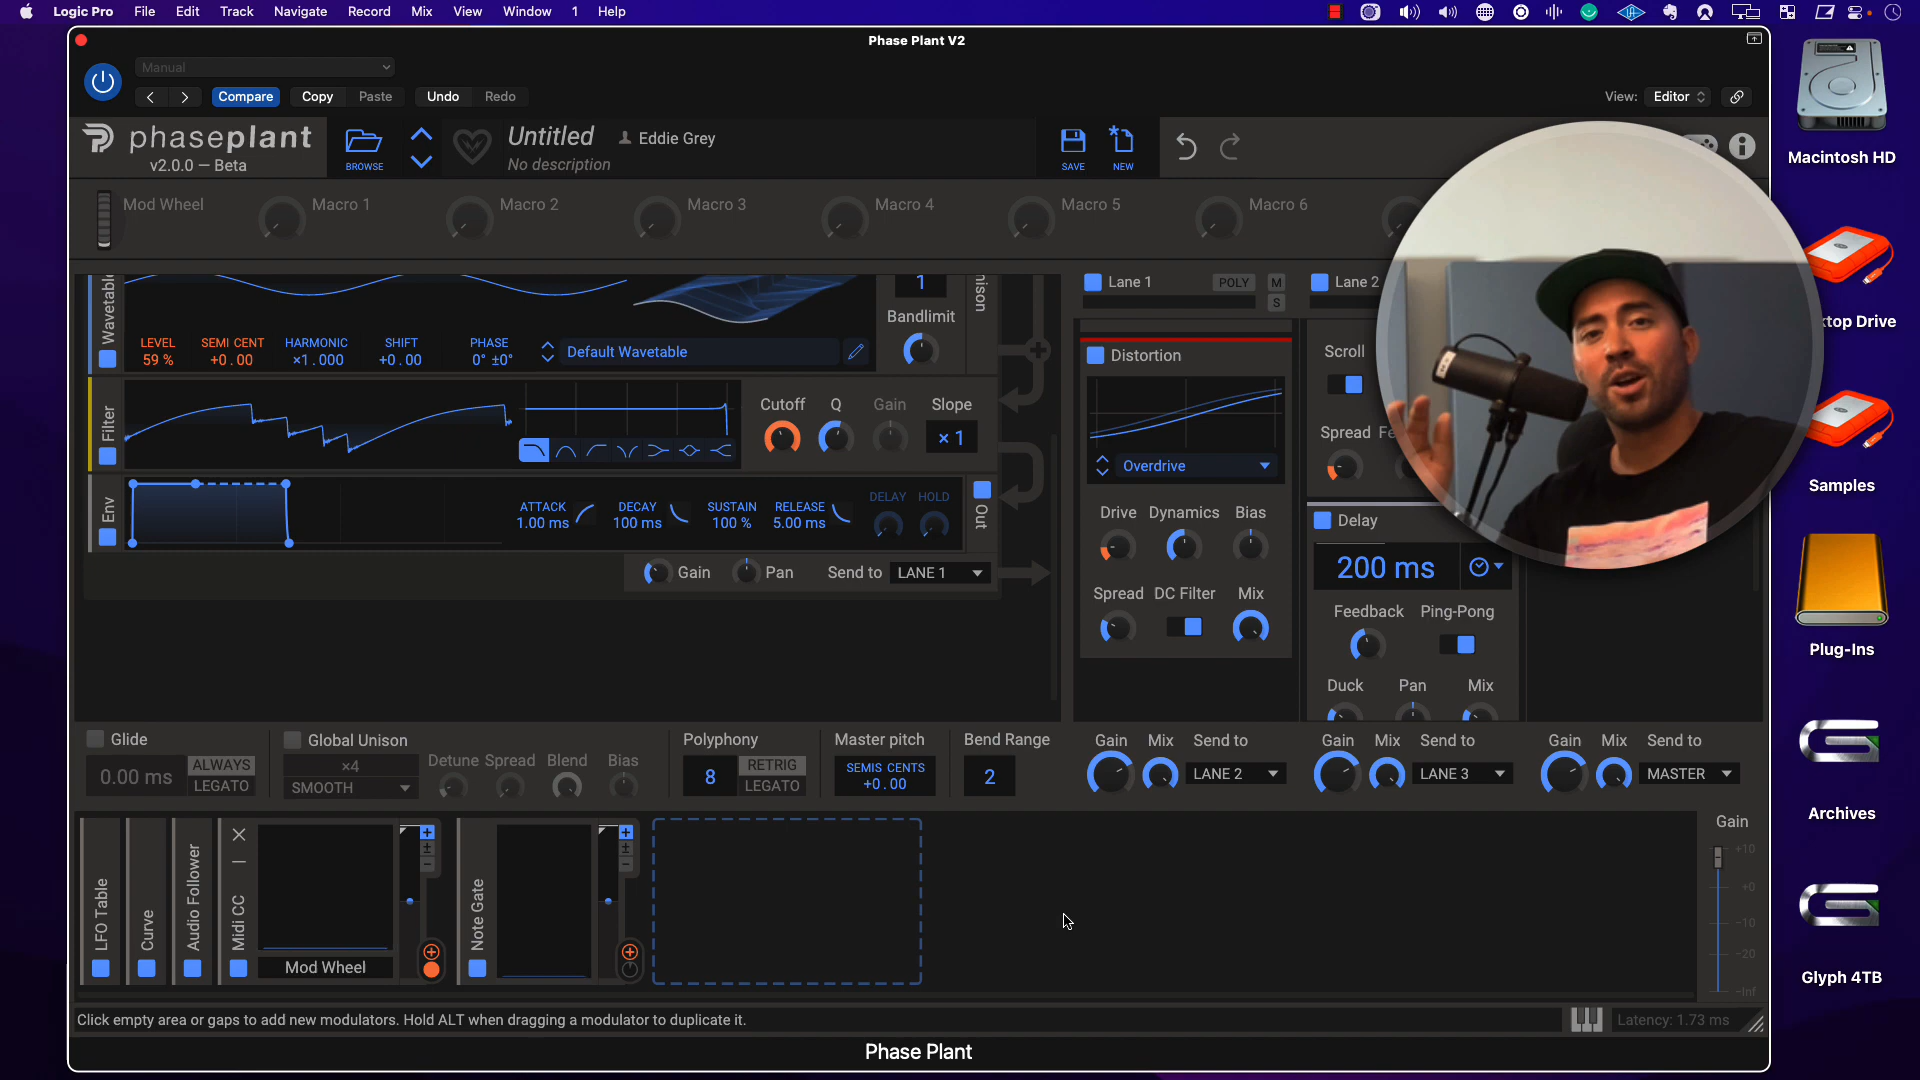 Logic Pro File Edit Track Navigate Record Mix View Window 1 Help
Phase Plant V2
Manual
Compare Copy Paste Undo Redo
View: Editor
phaseplant
v2.0.0 — Beta
BROWSE
Untitled
Eddie Grey
No description
SAVE
NEW
Mod Wheel Macro 1 Macro 2 Macro 3 Macro 4 Macro 5 Macro 6
Wavetable
LEVEL SEMI CENT HARMONIC SHIFT PHASE
59 % +0.00 ×1.000 +0.00 0° ±0°
Default Wavetable
1
Bandlimit
Filter
Cutoff Q Gain Slope
× 1
Env
ATTACK DECAY SUSTAIN RELEASE DELAY HOLD
1.00 ms 100 ms 100 % 5.00 ms
Out
Gain Pan Send to LANE 1
Lane 1 POLY M
S
Distortion
Overdrive
Drive Dynamics Bias
Spread DC Filter Mix
Lane 2
Scroll
Spread
Delay
200 ms
Feedback Ping-Pong
Duck Pan Mix
Glide
0.00 ms ALWAYS
LEGATO
Global Unison
×4
SMOOTH
Detune Spread Blend Bias
Polyphony
8 RETRIG
LEGATO
Master pitch
SEMIS CENTS
+0.00
Bend Range
2
Gain Mix Send to
LANE 2
Gain Mix Send to
LANE 3
Gain Mix Send to
MASTER
LFO Table
Curve
Audio Follower
Midi CC
Mod Wheel
Note Gate
Gain
+10
+0
-10
-20
-Inf
Click empty area or gaps to add new modulators. Hold ALT when dragging a modulator to duplicate it.
Latency: 1.73 ms
Phase Plant
Macintosh HD
top Drive
Samples
Plug-Ins
Archives
Glyph 4TB